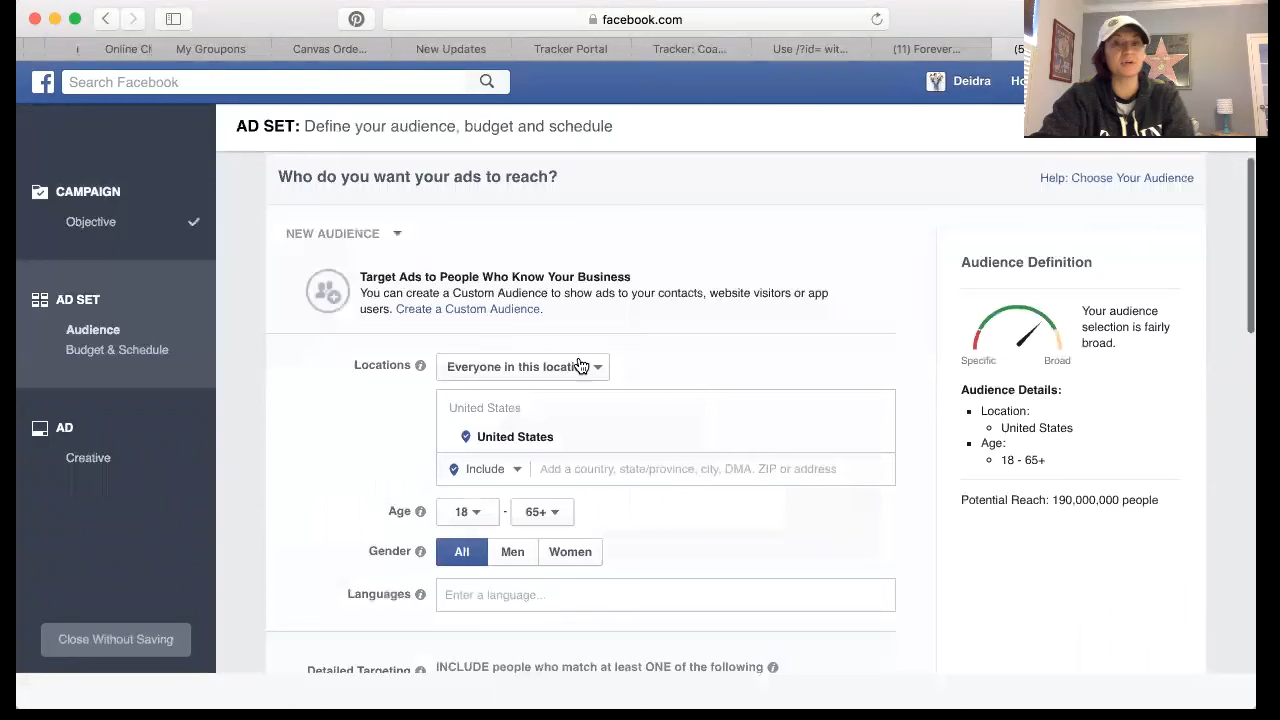 facebook.com
Online Cl
My Groupons
Canvas Orde...
New Updates
Tracker Portal
Tracker: Coa...
Use /?id= wit...
(11) Forever...
(5
Search Facebook
Deidra
Ho
AD SET: Define your audience, budget and schedule
CAMPAIGN
Objective
AD SET
Audience
Budget & Schedule
AD
Creative
Close Without Saving
Who do you want your ads to reach?
Help: Choose Your Audience
NEW AUDIENCE
Target Ads to People Who Know Your Business
You can create a Custom Audience to show ads to your contacts, website visitors or app
users. Create a Custom Audience.
Locations
Everyone in this locati
United States
United States
Include
Add a country, state/province, city, DMA, ZIP or address
Age
18 - 65+
Gender
All Men Women
Languages
Enter a language...
Detailed Targeting
INCLUDE people who match at least ONE of the following
Audience Definition
Your audience
selection is fairly
broad.
Specific
Broad
Audience Details:
Location:
United States
Age:
18 - 65+
Potential Reach: 190,000,000 people